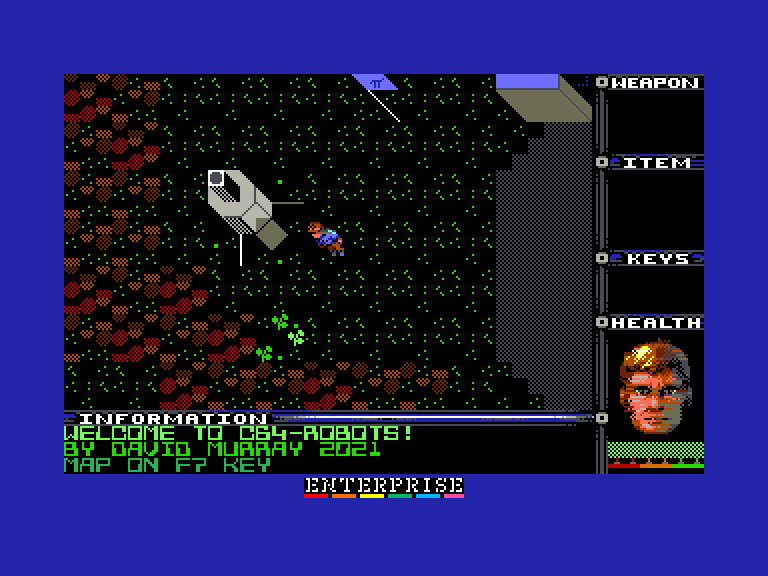 π
WEAPON
ITEM
KEYS
HEALTH
INFORMATION
WELCOME TO C64-ROBOTS!
BY DAVID MURRAY 2021
MAP ON F7 KEY
ENTERPRISE